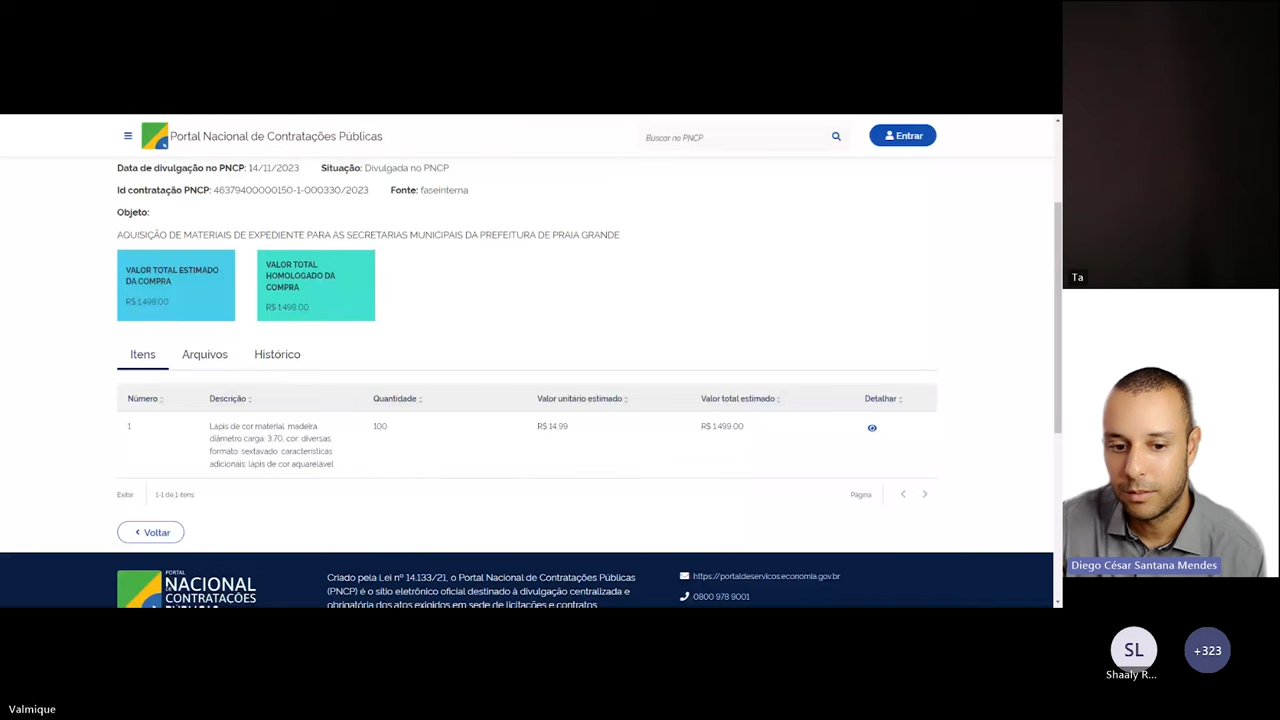 Portal Nacional de Contratações Públicas
Buscar no PNCP
Entrar
Data de divulgação no PNCP: 14/11/2023 Situação: Divulgada no PNCP
Id contratação PNCP: 46379400000150-1-000330/2023 Fonte: faseinterna
Objeto:
AQUISIÇÃO DE MATERIAIS DE EXPEDIENTE PARA AS SECRETARIAS MUNICIPAIS DA PREFEITURA DE PRAIA GRANDE
VALOR TOTAL ESTIMADO
DA COMPRA
R$ 1.499,00
VALOR TOTAL
HOMOLOGADO DA
COMPRA
R$ 1.499,00
Itens Arquivos Histórico
Número Descrição Quantidade Valor unitário estimado Valor total estimado Detalhar
1 Lapis de cor material: madeira, 100 R$ 14,99 R$ 1.499,00
diâmetro carga: 3,70, cor: diversas
formato: sextavado, características
adicionais: lapis de cor aquarelável
Exibir 1-1 de 1 itens Página
Voltar
PORTAL
NACIONAL
CONTRATAÇÕES
Criado pela Lei nº 14.133/21, o Portal Nacional de Contratações Públicas
(PNCP) é o sítio eletrônico oficial destinado à divulgação centralizada e
obrigatória dos atos exigidos em sede de licitações e contratos
https://portaldeservicos.economia.gov.br
0800 978 9001
Ta
Diego César Santana Mendes
SL
Shaaly R...
+323
Valmique